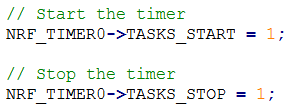 // Start the timer
NRF_TIMER0->TASKS_START = 1;
// Stop the timer
NRF_TIMER0->TASKS_STOP = 1;